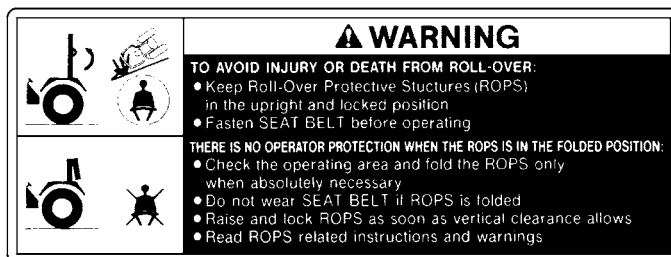 WARNING
TO AVOID INJURY OR DEATH FROM ROLL-OVER:
● Keep Roll-Over Protective Stuctures (ROPS)
in the upright and locked position
● Fasten SEAT BELT before operating
THERE IS NO OPERATOR PROTECTION WHEN THE ROPS IS IN THE FOLDED POSITION:
● Check the operating area and fold the ROPS only
when absolutely necessary
● Do not wear SEAT BELT if ROPS is folded
● Raise and lock ROPS as soon as vertical clearance allows
● Read ROPS related instructions and warnings